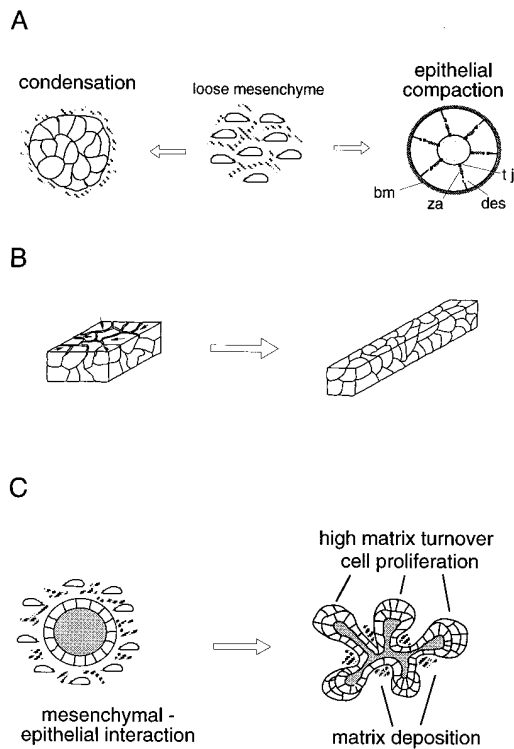 A
condensation
loose mesenchyme
epithelial
compaction
bm
za
des
t j
B
C
high matrix turnover
cell proliferation
mesenchymal -
epithelial interaction
matrix deposition